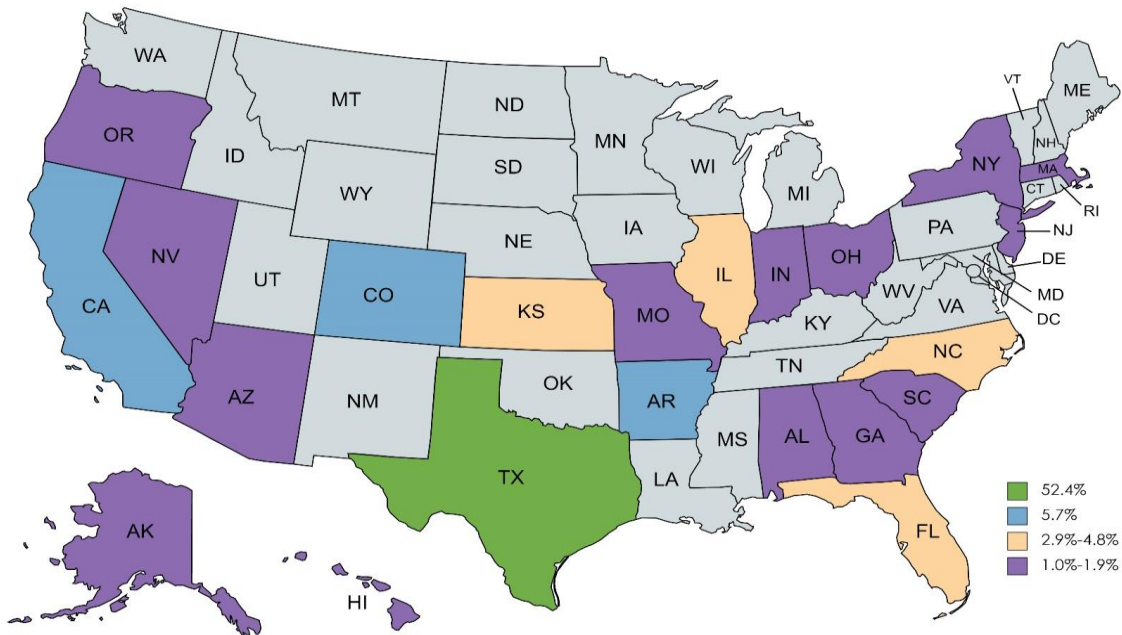 WA
MT
ND
MN
VT
ME
OR
ID
SD
WI
NH
NY
MA
WY
MI
CT
RI
IA
NE
PA
NJ
NV
UT
IL
IN
OH
DE
CO
WV
CA
KS
MO
VA
MD
KY
DC
NC
TN
AZ
OK
AR
NM
SC
MS
AL
GA
TX
LA
52.4%
5.7%
FL
2.9%-4.8%
AK
1.0%-1.9%
HI